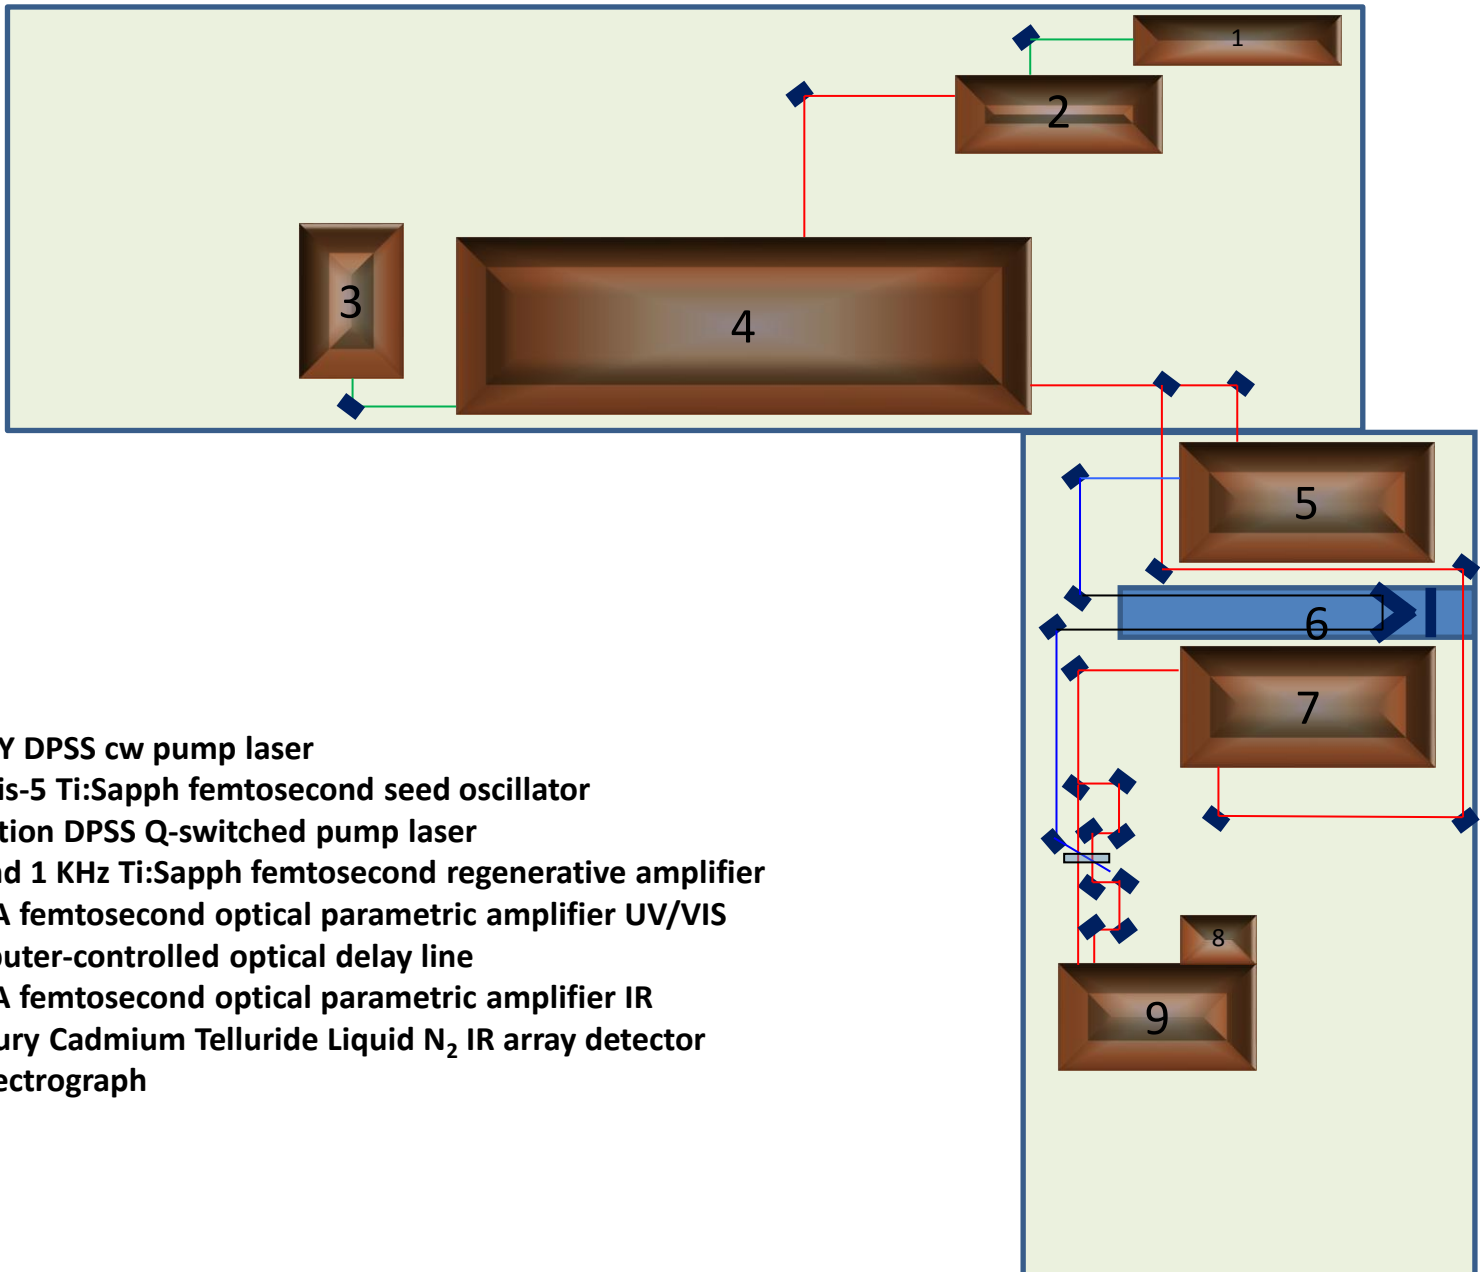 1
2
3
4
5
6
7
8
9
Y DPSS cw pump laser
is-5 Ti:Sapph femtosecond seed oscillator
tion DPSS Q-switched pump laser
d 1 KHz Ti:Sapph femtosecond regenerative amplifier
A femtosecond optical parametric amplifier UV/VIS
uter-controlled optical delay line
A femtosecond optical parametric amplifier IR
ury Cadmium Telluride Liquid N₂ IR array detector
ectrograph